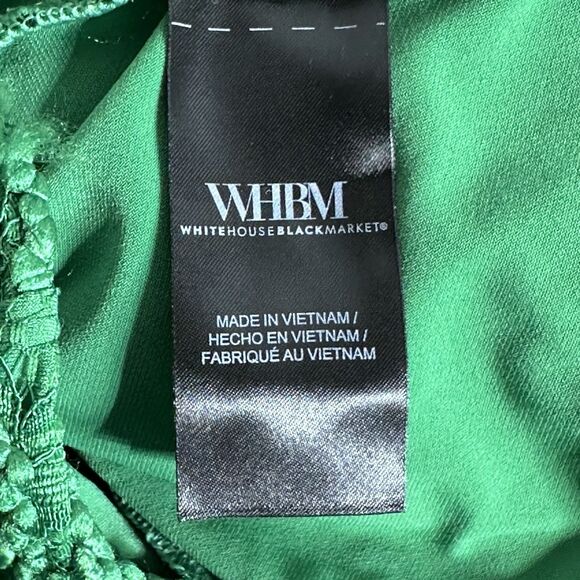 WHBM
WHITEHOUSEBLACKMARKET®
MADE IN VIETNAM /
HECHO EN VIETNAM /
FABRIQUÉ AU VIETNAM